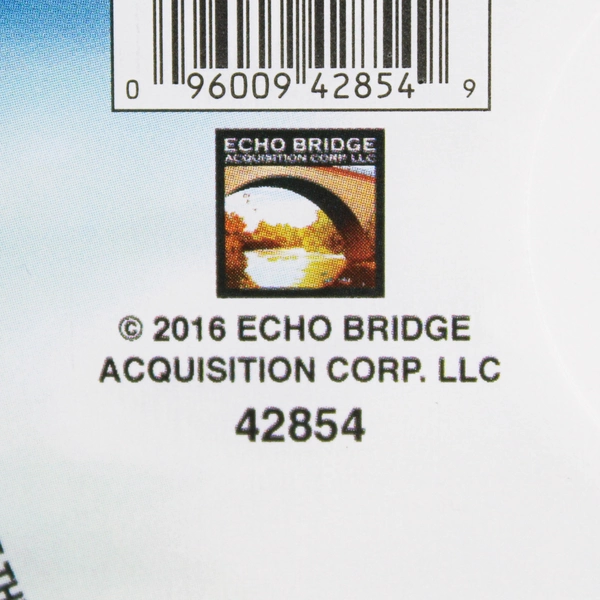 0 96009 42854 9
ECHO BRIDGE
ACQUISITION CORP. LLC
© 2016 ECHO BRIDGE
ACQUISITION CORP. LLC
42854